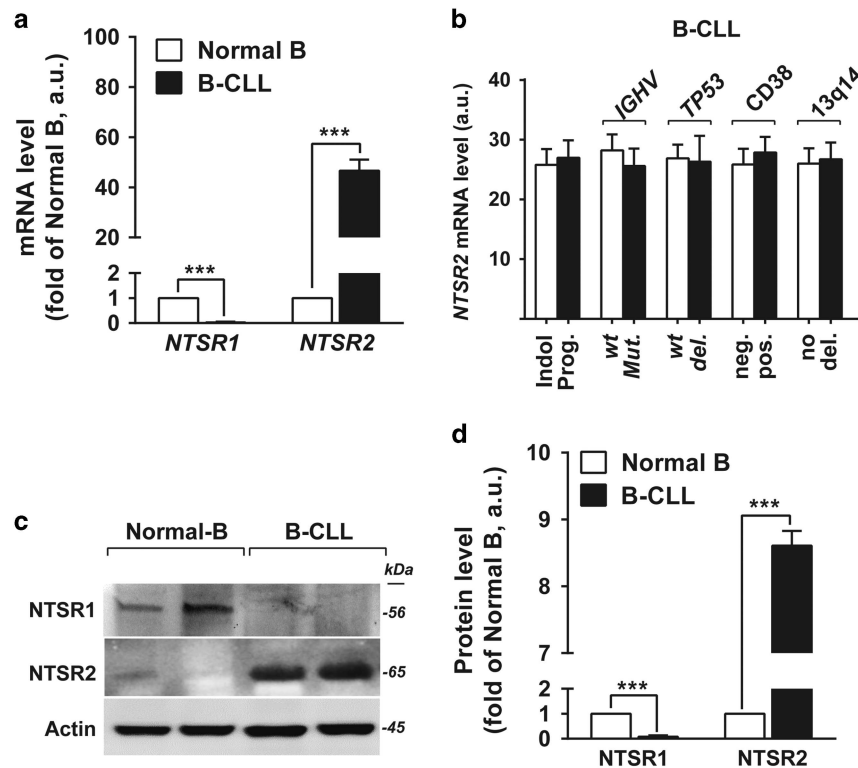 a
mRNA level
(fold of Normal B, a.u.)
100
80
60
40
20
2
1
0
Normal B
B-CLL
***
***
NTSR1
NTSR2
b
B-CLL
NTSR2 mRNA level (a.u.)
40
30
20
10
IGHV
TP53
CD38
13q14
Indol
Prog.
wt
Mut.
wt
del.
neg.
pos.
no
del.
c
Normal-B
B-CLL
kDa
NTSR1
-56
NTSR2
-65
Actin
-45
d
Protein level
(fold of Normal B, a.u.)
10
9
8
7
2
1
0
Normal B
B-CLL
***
***
NTSR1
NTSR2